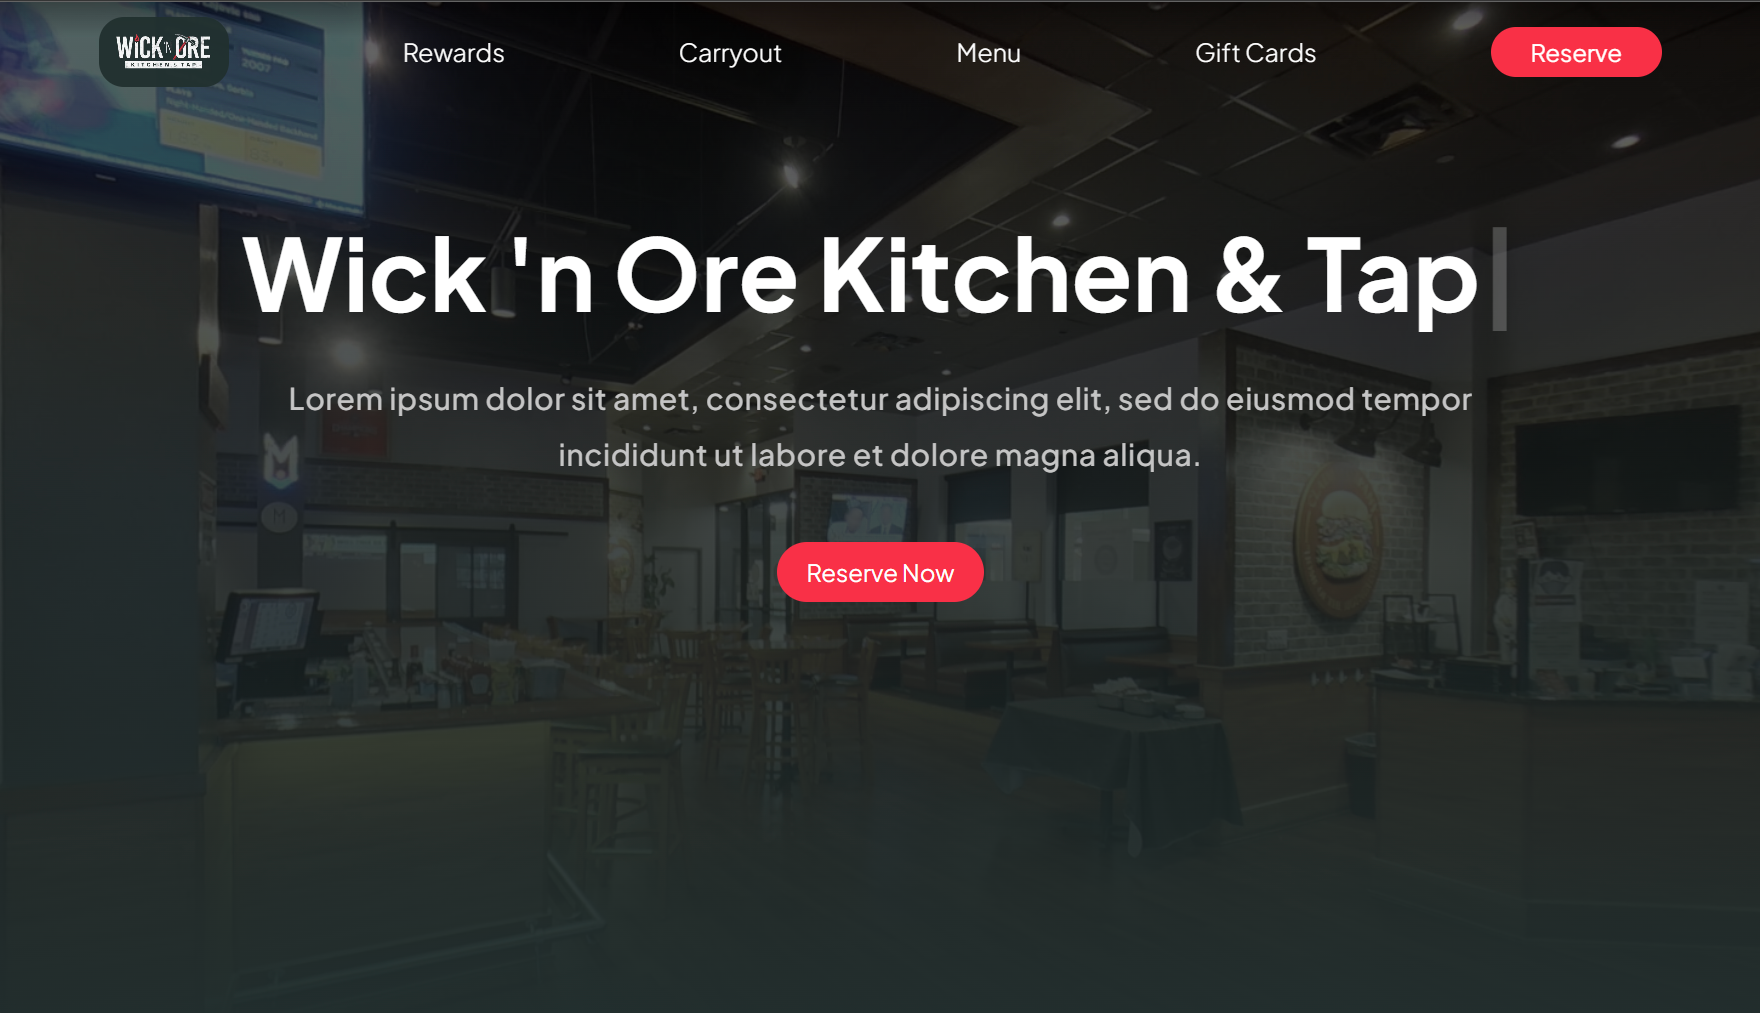 WICK 'N ORE
KITCHEN & TAP
Rewards
Carryout
Menu
Gift Cards
Reserve
2007
Wick 'n Ore Kitchen & Tap
Lorem ipsum dolor sit amet, consectetur adipiscing elit, sed do eiusmod tempor
incididunt ut labore et dolore magna aliqua.
M
M
Reserve Now